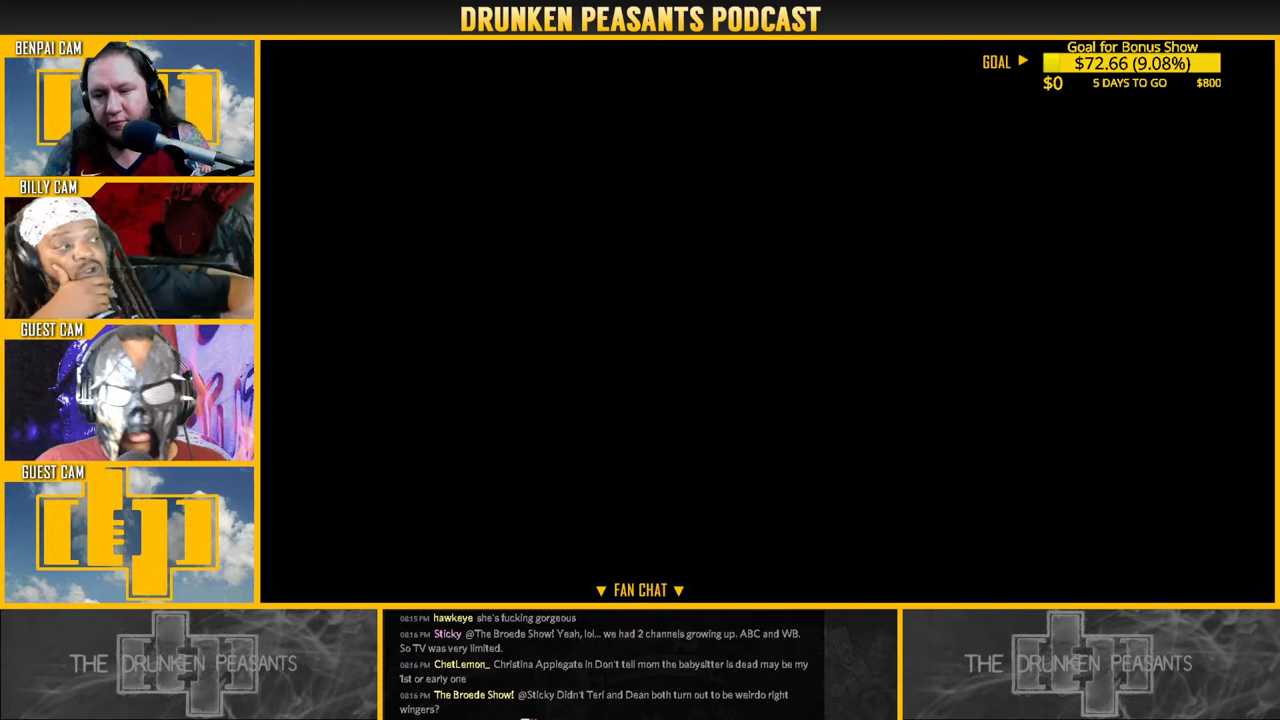 DRUNKEN PEASANTS PODCAST
BENPAI CAM
BILLY CAM
GUEST CAM
GUEST CAM
GOAL ►
Goal for Bonus Show
$72.66 (9.08%)
$0 5 DAYS TO GO $800
▼ FAN CHAT ▼
THE DRUNKEN PEASANTS
08:15 PM hawkeye she's fucking gorgeous
08:16 PM Sticky @The Broede Show! Yeah, lol... we had 2 channels growing up. ABC and WB.
So TV was very limited.
08:16 PM ChetLemon_ Christina Applegate in Don't tell mom the babysitter is dead may be my
1st or early one
08:16 PM The Broede Show! @Sticky Didn't Teri and Dean both turn out to be weirdo right
wingers?
THE DRUNKEN PEASANTS